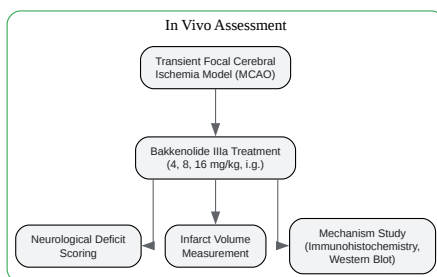 In Vivo Assessment
Transient Focal Cerebral
Ischemia Model (MCAO)
Bakkenolide IIIa Treatment
(4, 8, 16 mg/kg, i.g.)
Neurological Deficit
Scoring
Infarct Volume
Measurement
Mechanism Study
(Immunohistochemistry,
Western Blot)